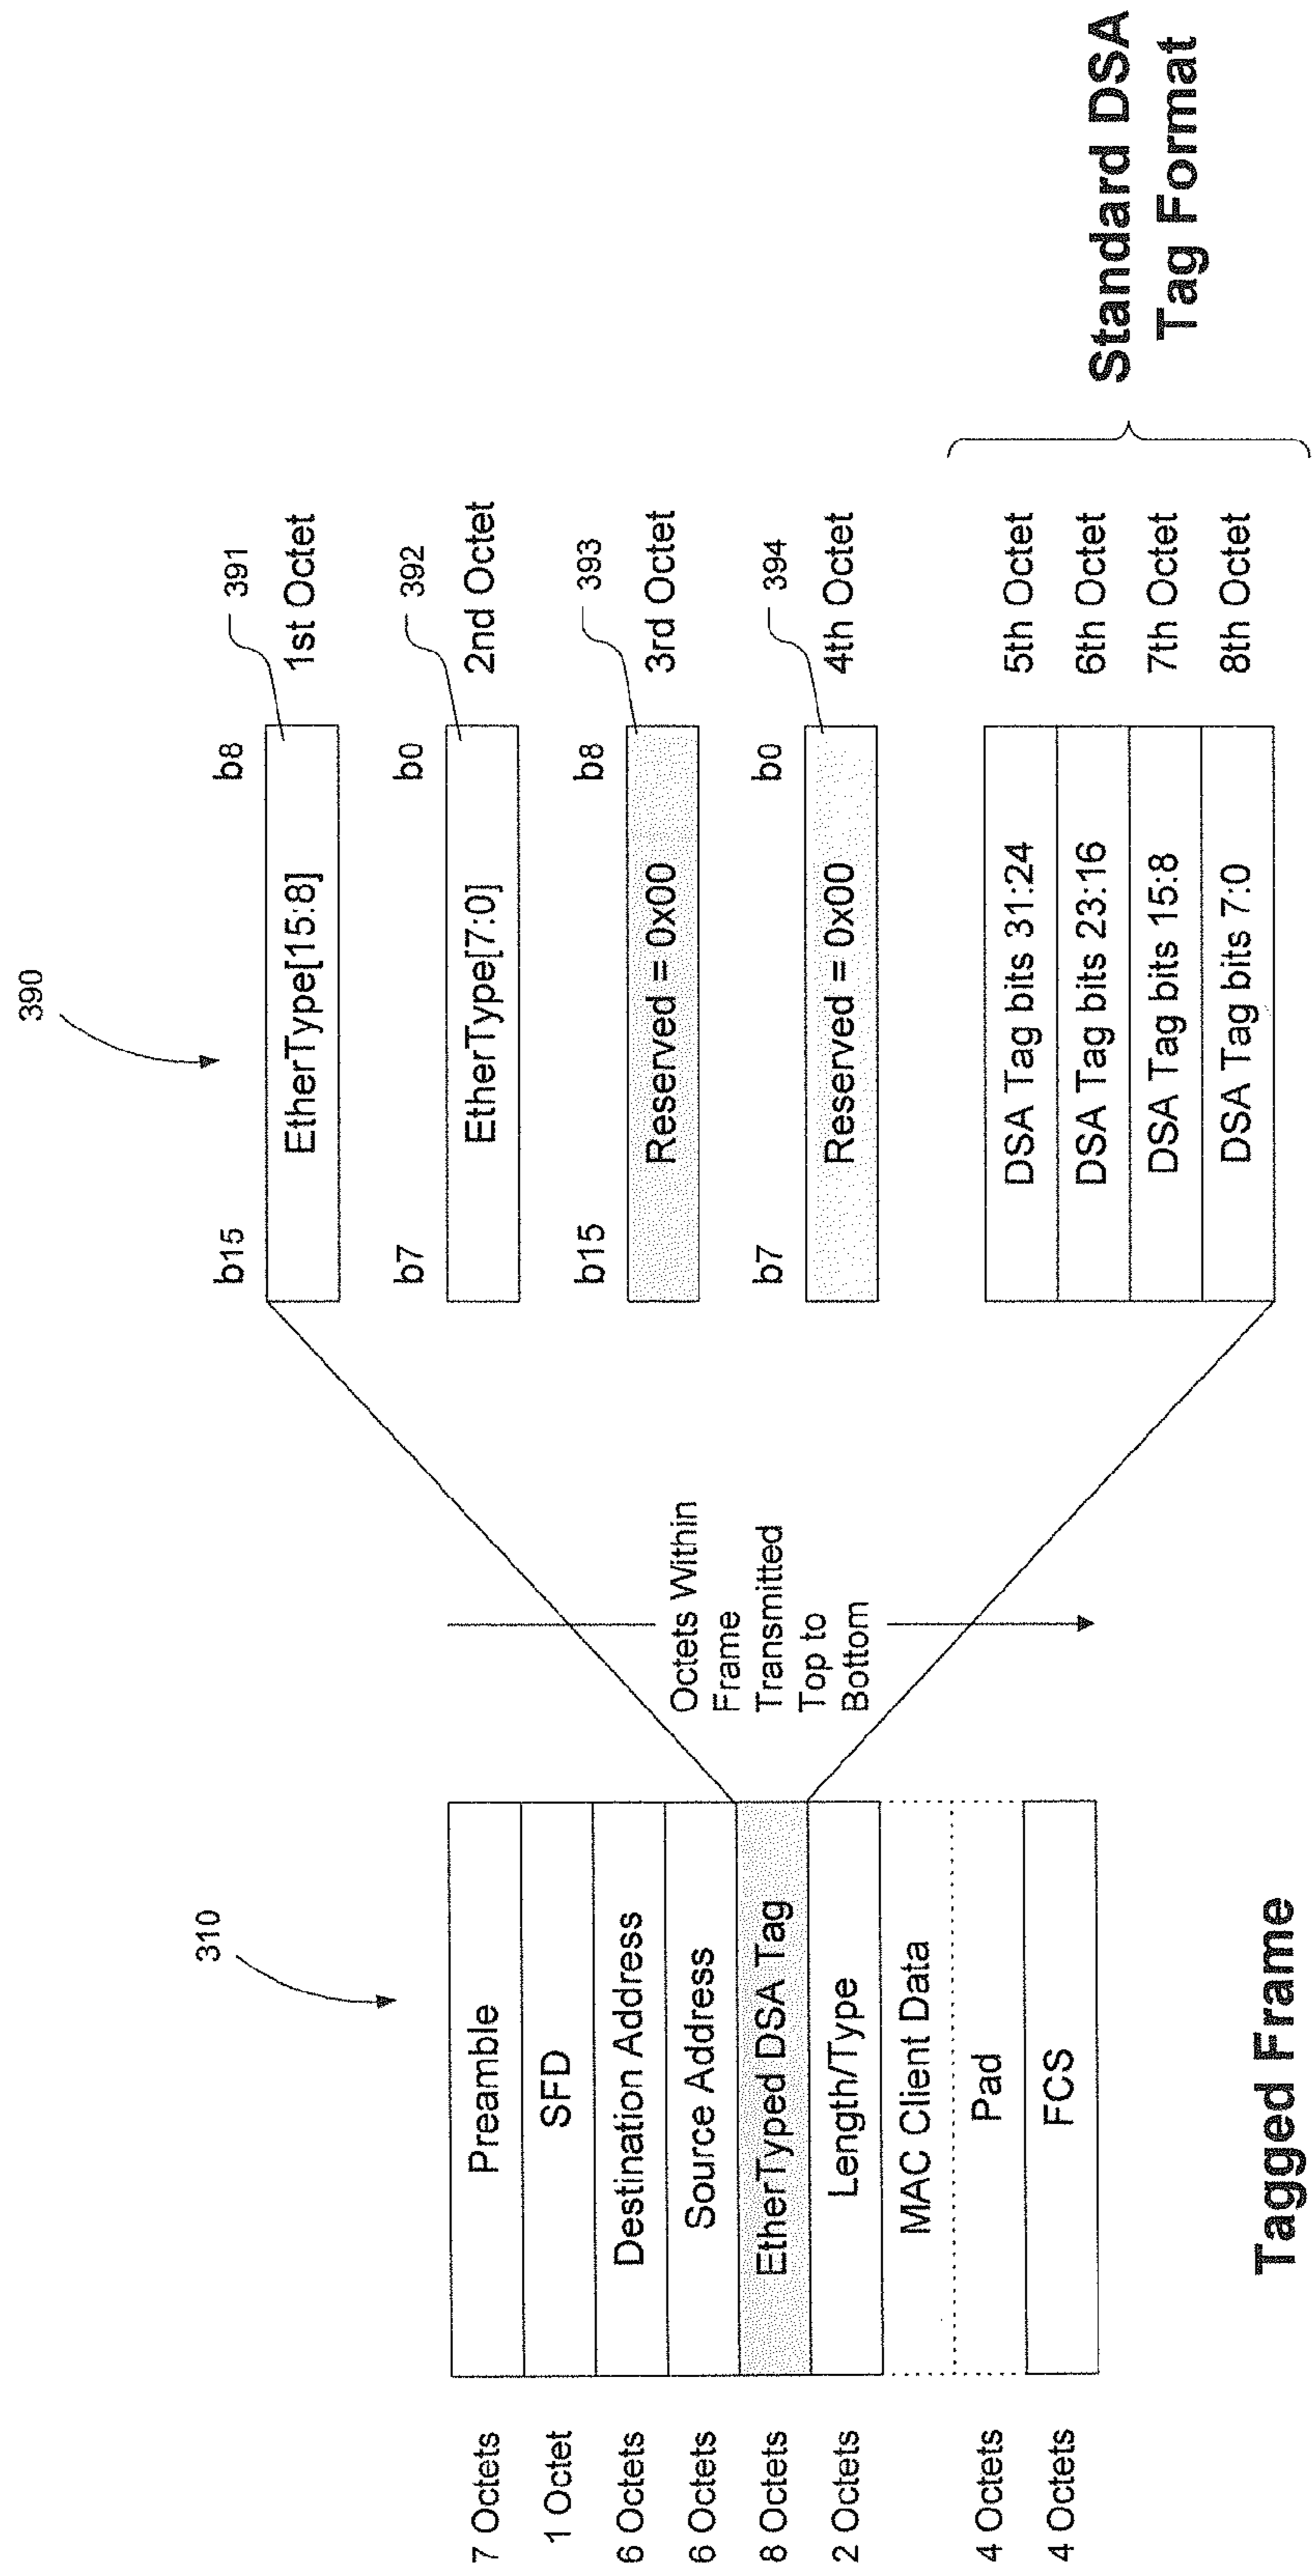 310
7 Octets Preamble
1 Octet SFD
6 Octets Destination Address
6 Octets Source Address
8 Octets EtherTyped DSA Tag
2 Octets Length/Type
MAC Client Data
4 Octets Pad
4 Octets FCS
Tagged Frame
Octets Within
Frame
Transmitted
Top to
Bottom
390
b15 b8 391
EtherType[15:8] 1st Octet
b7 b0 392
EtherType[7:0] 2nd Octet
b15 b8 393
Reserved = 0x00 3rd Octet
b7 b0 394
Reserved = 0x00 4th Octet
DSA Tag bits 31:24 5th Octet
DSA Tag bits 23:16 6th Octet
DSA Tag bits 15:8 7th Octet
DSA Tag bits 7:0 8th Octet
Standard DSA
Tag Format